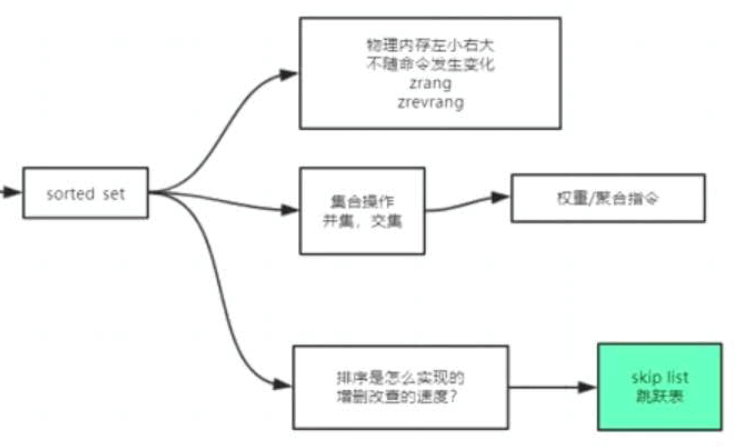 物理内存左小右大
不随命令发生变化
zrang
zrevrang
sorted set
集合操作
并集，交集
权重/聚合指令
排序是怎么实现的
增删改查的速度？
skip list
跳跃表